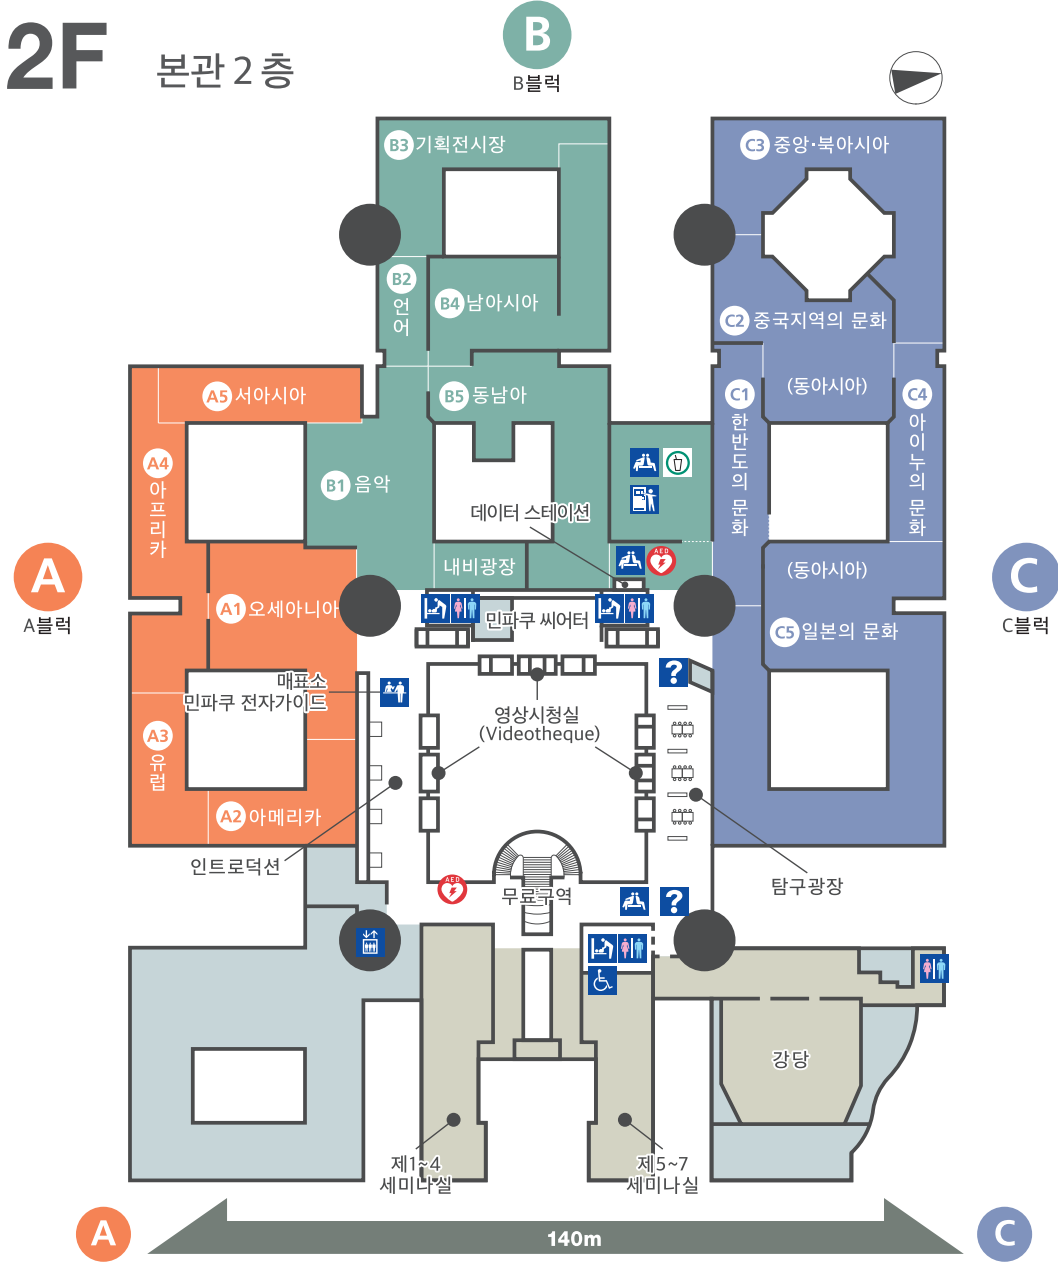 2F 본관 2 층
B
B블럭
B3 기획전시장
C3 중앙·북아시아
B2 언어
B4 남아시아
C2 중국지역의 문화
A5 서아시아
B5 동남아
C1 한반도의 문화
(동아시아)
C4 아이누의 문화
A4 아프리카
B1 음악
데이터 스테이션
AED
내비광장
(동아시아)
A
A블럭
C
C블럭
A1 오세아니아
민파쿠 씨어터
C5 일본의 문화
?
매표소
민파쿠 전자가이드
영상시청실
(Videotheque)
A3 유럽
A2 아메리카
인트로덕션
탐구광장
AED
무료구역
?
강당
제1~4
세미나실
제5~7
세미나실
A
140m
C